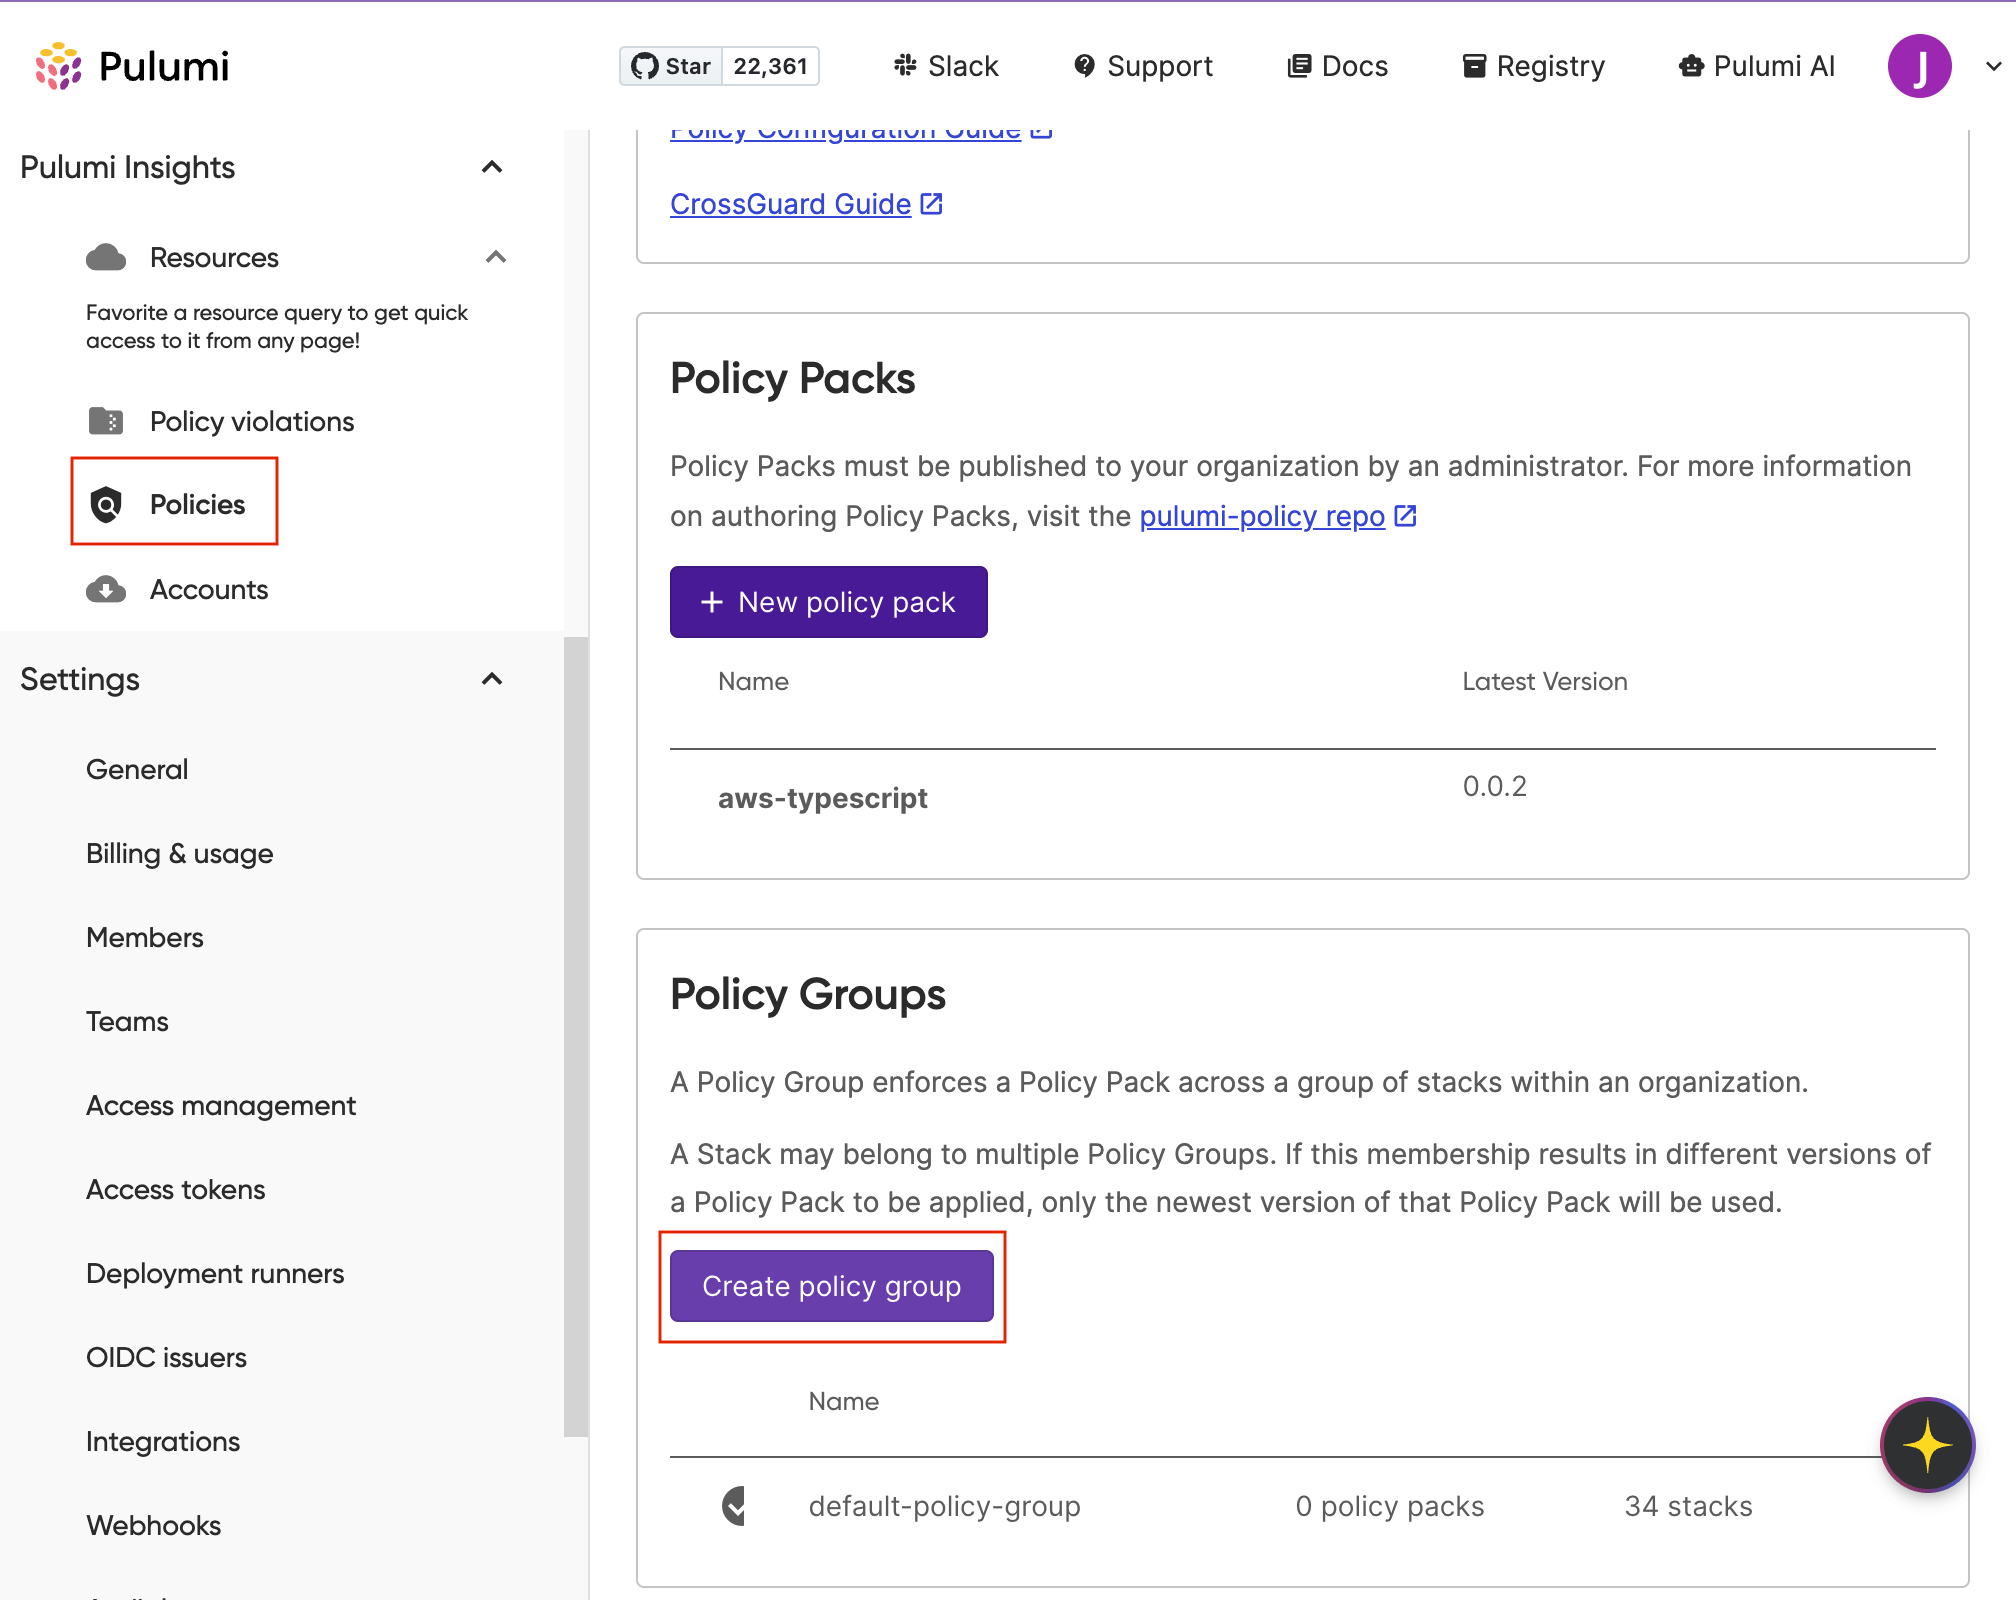 Pulumi
Star 22,361
Slack
Support
Docs
Registry
Pulumi AI
J
Pulumi Insights
Resources
Favorite a resource query to get quick
access to it from any page!
Policy violations
Policies
Accounts
Settings
General
Billing & usage
Members
Teams
Access management
Access tokens
Deployment runners
OIDC issuers
Integrations
Webhooks
Policy Configuration Guide
CrossGuard Guide
Policy Packs
Policy Packs must be published to your organization by an administrator. For more information
on authoring Policy Packs, visit the pulumi-policy repo
+ New policy pack
Name Latest Version
aws-typescript 0.0.2
Policy Groups
A Policy Group enforces a Policy Pack across a group of stacks within an organization.
A Stack may belong to multiple Policy Groups. If this membership results in different versions of
a Policy Pack to be applied, only the newest version of that Policy Pack will be used.
Create policy group
Name
default-policy-group 0 policy packs 34 stacks